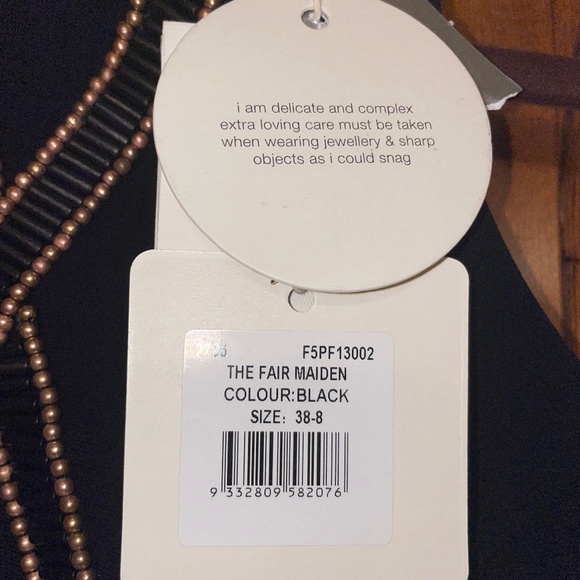 i am delicate and complex
extra loving care must be taken
when wearing jewellery & sharp
objects as i could snag
F5PF13002
THE FAIR MAIDEN
COLOUR:BLACK
SIZE: 38-8
9 332809 582076